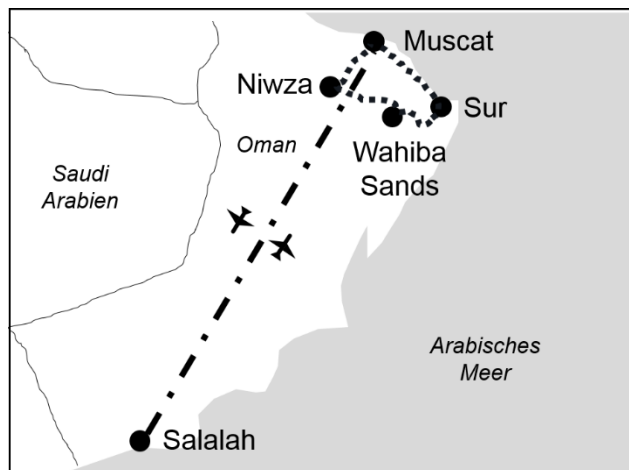 Muscat
Niwza
Sur
Oman
Wahiba
Sands
Saudi
Arabien
Arabisches
Meer
Salalah